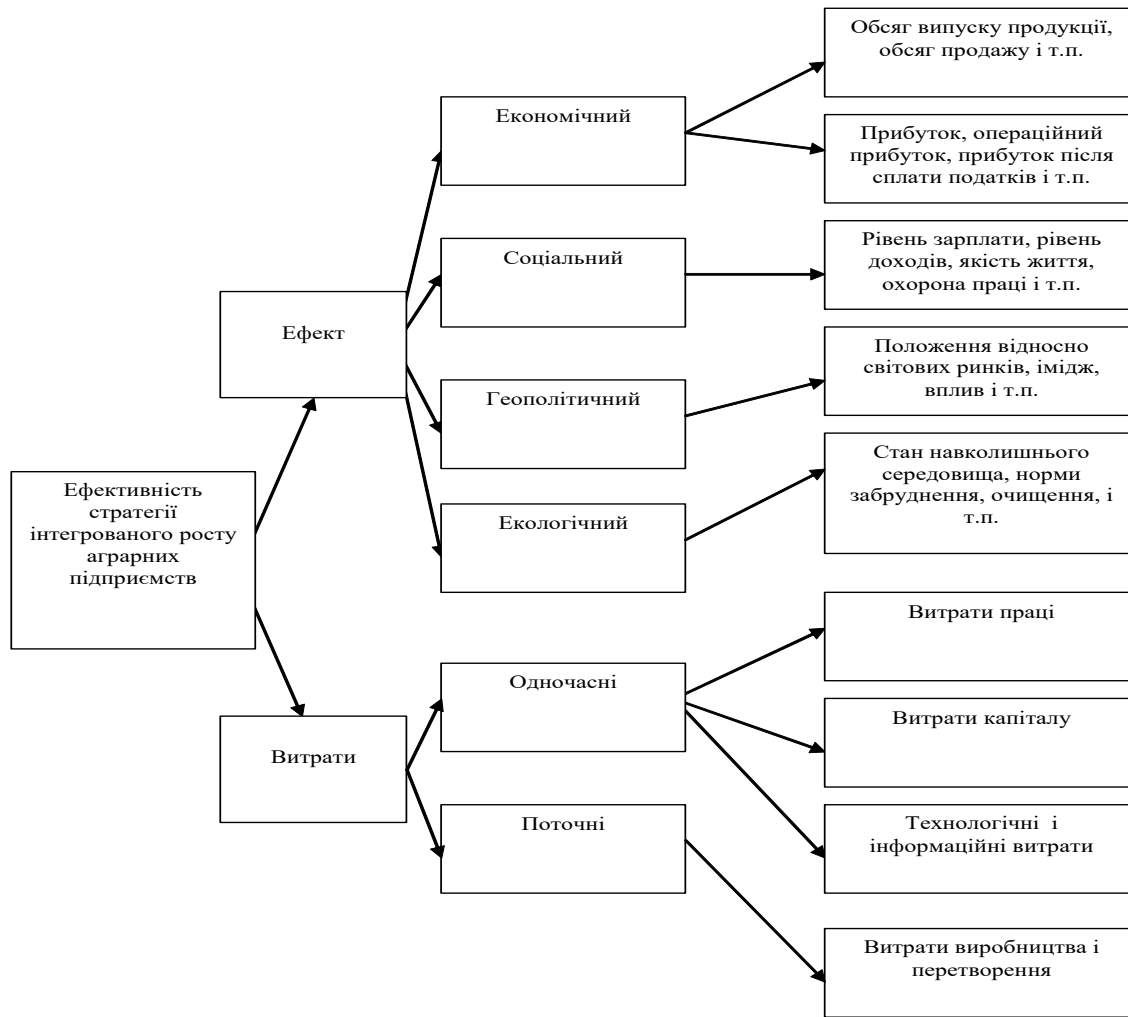 Ефективність
стратегії
інтегрованого росту
аграрних
підприємств
Ефект
Витрати
Економічний
Соціальний
Геополітичний
Екологічний
Одночасні
Поточні
Обсяг випуску продукції,
обсяг продажу і т.п.
Прибуток, операційний
прибуток, прибуток після
сплати податків і т.п.
Рівень зарплати, рівень
доходів, якість життя,
охорона праці і т.п.
Положення відносно
світових ринків, імідж,
вплив і т.п.
Стан навколишнього
середовища, норми
забруднення, очищення, і
т.п.
Витрати праці
Витрати капіталу
Технологічні  і
інформаційні витрати
Витрати виробництва і
перетворення